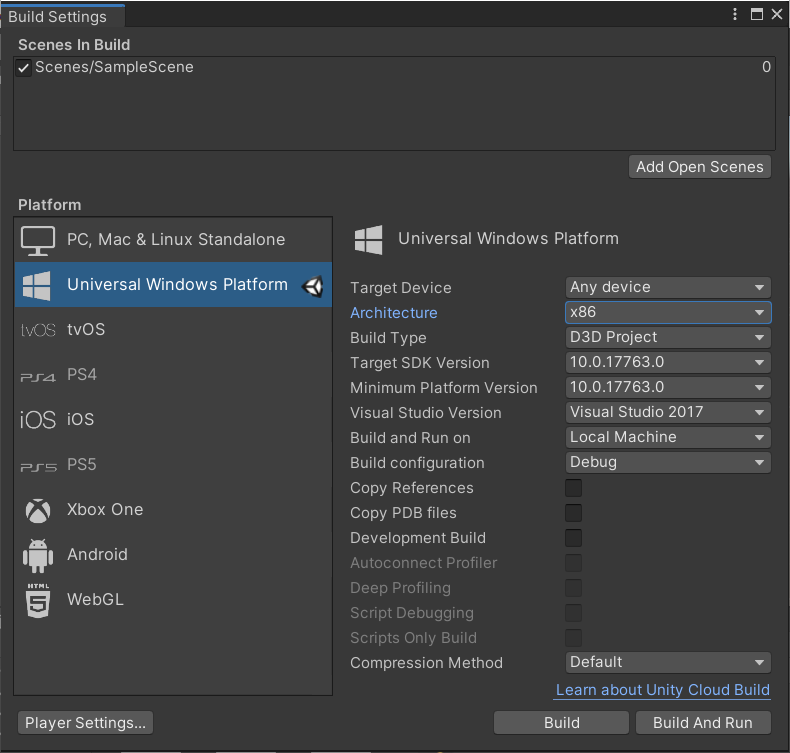 Build Settings
Scenes In Build
Scenes/SampleScene 0
Add Open Scenes
Platform
PC, Mac & Linux Standalone
Universal Windows Platform
tvOS tvOS
PS4 PS4
iOS iOS
PS5 PS5
Xbox One
Android
HTML
5 WebGL
Universal Windows Platform
Target Device Any device
Architecture x86
Build Type D3D Project
Target SDK Version 10.0.17763.0
Minimum Platform Version 10.0.17763.0
Visual Studio Version Visual Studio 2017
Build and Run on Local Machine
Build configuration Debug
Copy References
Copy PDB files
Development Build
Autoconnect Profiler
Deep Profiling
Script Debugging
Scripts Only Build
Compression Method Default
Learn about Unity Cloud Build
Player Settings... Build Build And Run